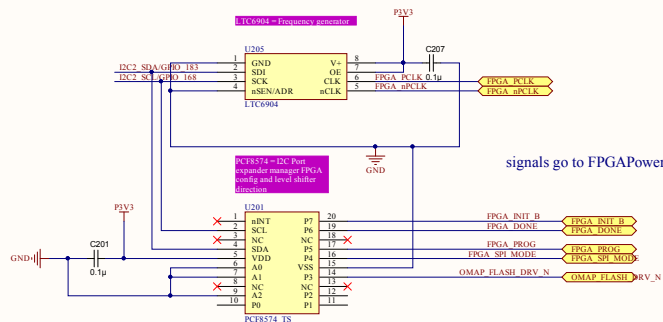 LTC6904 = Frequency generator
P3V3
U205
C207
1 GND V+ 8
I2C2_SDA/GPIO_183 2 SDI OE 7 0.1µ
I2C2_SCL/GPIO_168 3 SCK CLK 6 FPGA_PCLK FPGA_PCLK
4 nSEN/ADR nCLK 5 FPGA_nPCLK FPGA_nPCLK
LTC6904
GND
PCF8574 = I2C Port
expander manager FPGA
config and level shifter
direction
signals go to FPGAPower
P3V3
U201
1 nINT P7 20 FPGA_INIT_B FPGA_INIT_B
2 SCL P6 19 FPGA_DONE FPGA_DONE
C201
3 NC NC 18
4 SDA P5 17 FPGA_PROG FPGA_PROG
GND 5 VDD P4 16 FPGA_SPI_MODE FPGA_SPI_MODE
0.1µ 6 A0 VSS 15
7 A1 P3 14 OMAP_FLASH_DRV_N OMAP_FLASH_DRV_N
8 NC NC 13
9 A2 P2 12
10 P0 P1 11
PCF8574_TS